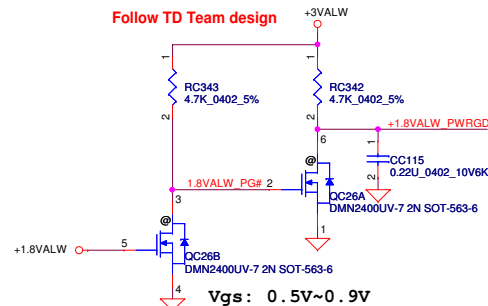 Follow TD Team design
+3VALW
1
RC343
4.7K_0402_5%
2
1
RC342
4.7K_0402_5%
2
+1.8VALW_PWRGD
6
1
CC115
0.22U_0402_10V6K
2
@
1.8VALW_PG#
2
QC26A
DMN2400UV-7 2N SOT-563-6
1
3
@
+1.8VALW
5
QC26B
DMN2400UV-7 2N SOT-563-6
4
Vgs: 0.5V~0.9V